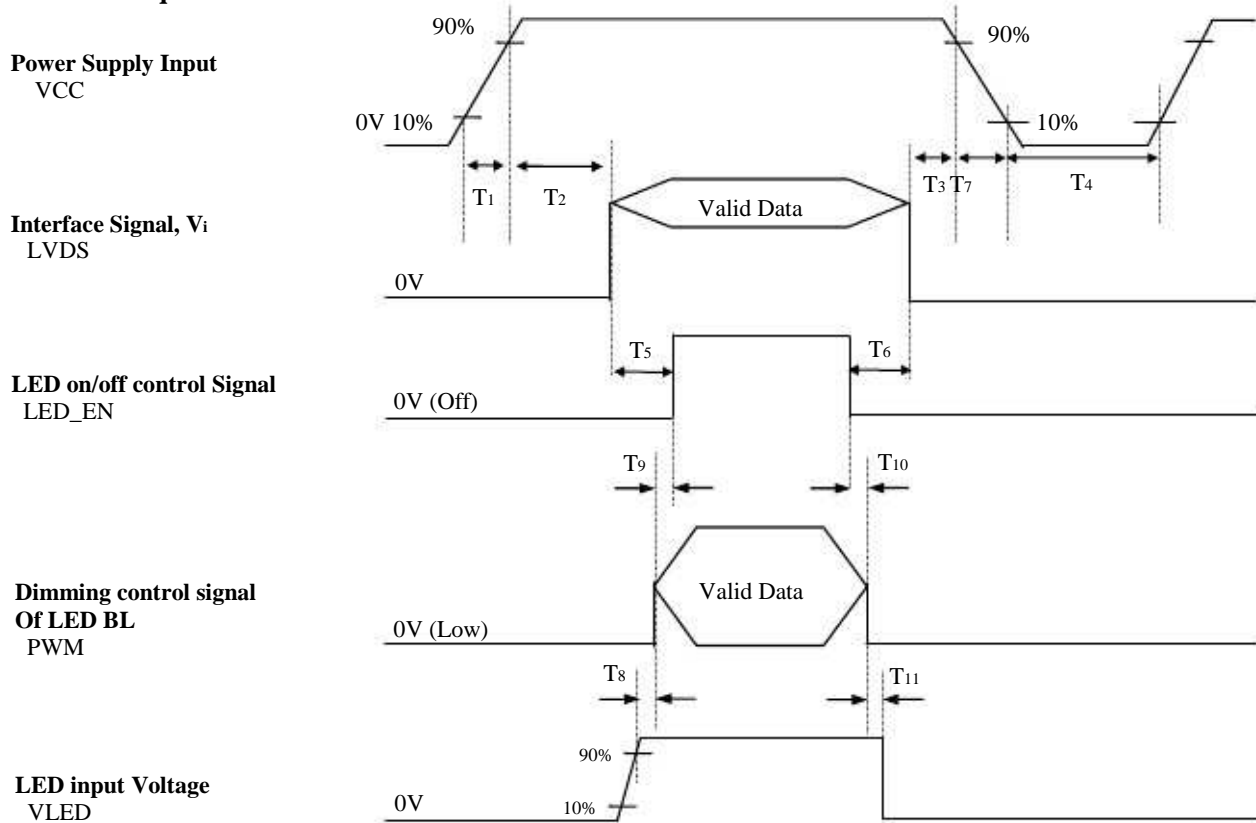 90%
90%
Power Supply Input
VCC
0V 10%
10%
T1
T2
T3
T7
T4
Valid Data
Interface Signal, Vi
LVDS
0V
T5
T6
LED on/off control Signal
LED_EN
0V (Off)
T9
T10
Valid Data
Dimming control signal
Of LED BL
PWM
0V (Low)
T8
T11
90%
LED input Voltage
VLED
0V
10%